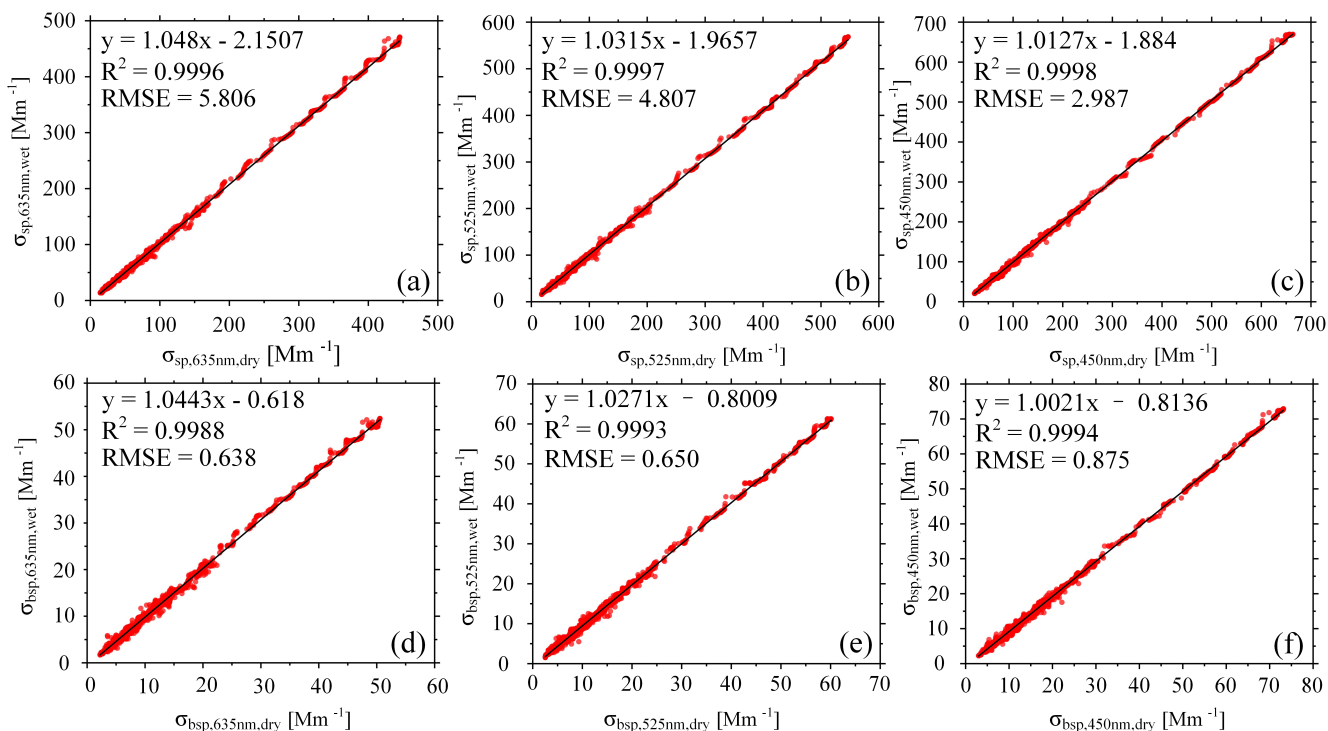 y = 1.048x - 2.1507
R² = 0.9996
RMSE = 5.806
500
400
300
200
100
0
σsp,635nm,wet [Mm -1]
(a)
0 100 200 300 400 500
σsp,635nm,dry [Mm -1]
y = 1.0315x - 1.9657
R² = 0.9997
RMSE = 4.807
600
500
400
300
200
100
0
σsp,525nm,wet [Mm -1]
(b)
0 100 200 300 400 500 600
σsp,525nm,dry [Mm -1]
y = 1.0127x - 1.884
R² = 0.9998
RMSE = 2.987
700
600
500
400
300
200
100
0
σsp,450nm,wet [Mm -1]
(c)
0 100 200 300 400 500 600 700
σsp,450nm,dry [Mm -1]
y = 1.0443x - 0.618
R² = 0.9988
RMSE = 0.638
60
50
40
30
20
10
0
σbsp,635nm,wet [Mm -1]
(d)
0 10 20 30 40 50 60
σbsp,635nm,dry [Mm -1]
y = 1.0271x - 0.8009
R² = 0.9993
RMSE = 0.650
70
60
50
40
30
20
10
0
σbsp,525nm,wet [Mm -1]
(e)
0 10 20 30 40 50 60 70
σbsp,525nm,dry [Mm -1]
y = 1.0021x - 0.8136
R² = 0.9994
RMSE = 0.875
80
70
60
50
40
30
20
10
0
σbsp,450nm,wet [Mm -1]
(f)
0 10 20 30 40 50 60 70 80
σbsp,450nm,dry [Mm -1]